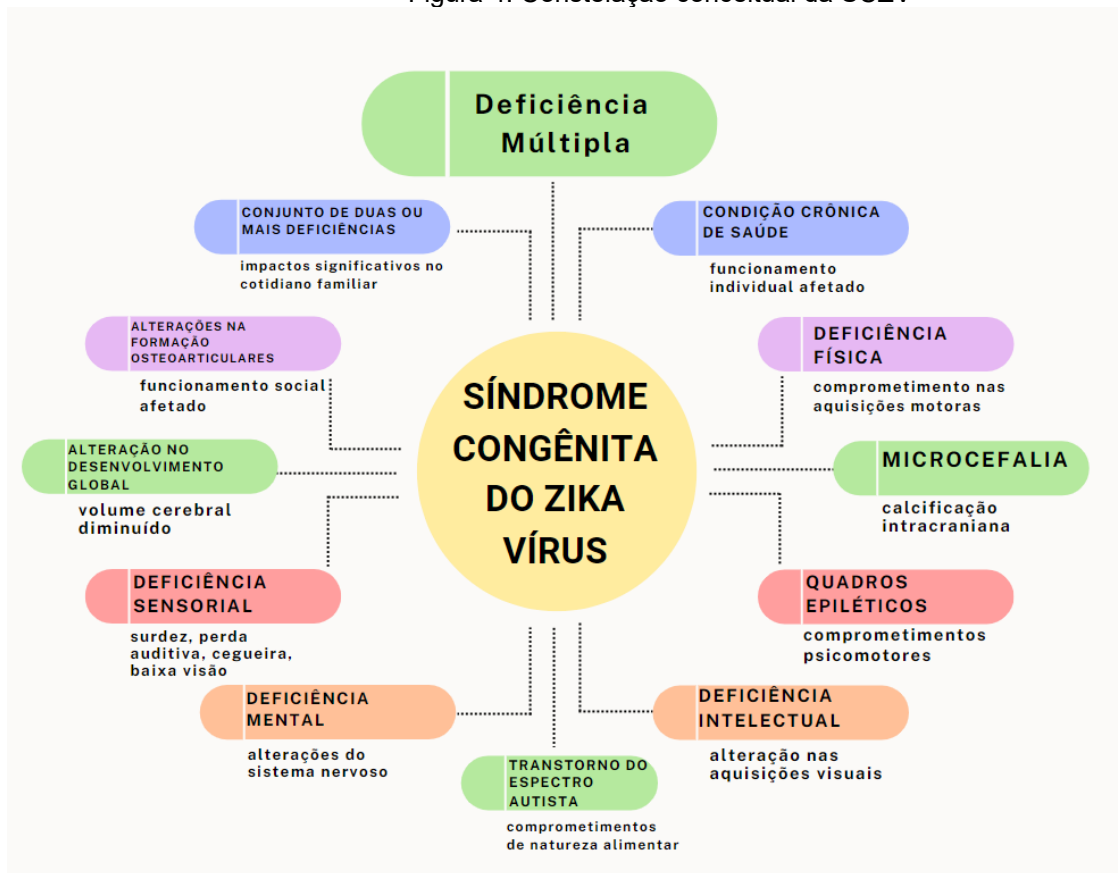 Deficiência
Múltipla
CONJUNTO DE DUAS OU
MAIS DEFICIÊNCIAS
impactos significativos no
cotidiano familiar
CONDIÇÃO CRÔNICA
DE SAÚDE
funcionamento
individual afetado
ALTERAÇÕES NA
FORMAÇÃO
OSTEOARTICULARES
funcionamento social
afetado
DEFICIÊNCIA
FÍSICA
comprometimento nas
aquisições motoras
SÍNDROME
CONGÊNITA
DO ZIKA
VÍRUS
ALTERAÇÃO NO
DESENVOLVIMENTO
GLOBAL
volume cerebral
diminuído
MICROCEFALIA
calcificação
intracraniana
DEFICIÊNCIA
SENSORIAL
surdez, perda
auditiva, cegueira,
baixa visão
QUADROS
EPILÉTICOS
comprometimentos
psicomotores
DEFICIÊNCIA
MENTAL
alterações do
sistema nervoso
DEFICIÊNCIA
INTELECTUAL
alteração nas
aquisições visuais
TRANSTORNO DO
ESPECTRO
AUTISTA
comprometimentos
de natureza alimentar